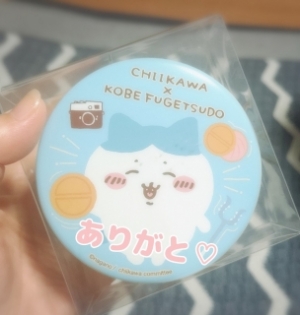 CHIIKAWA
×
KOBE FUGETSUDO
ありがと♡